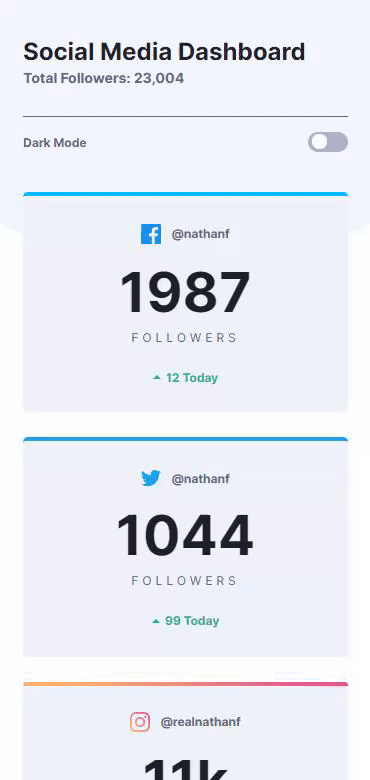 Social Media Dashboard
Total Followers: 23,004
Dark Mode
@nathanf
1987
FOLLOWERS
12 Today
@nathanf
1044
FOLLOWERS
99 Today
@realnathanf
11k